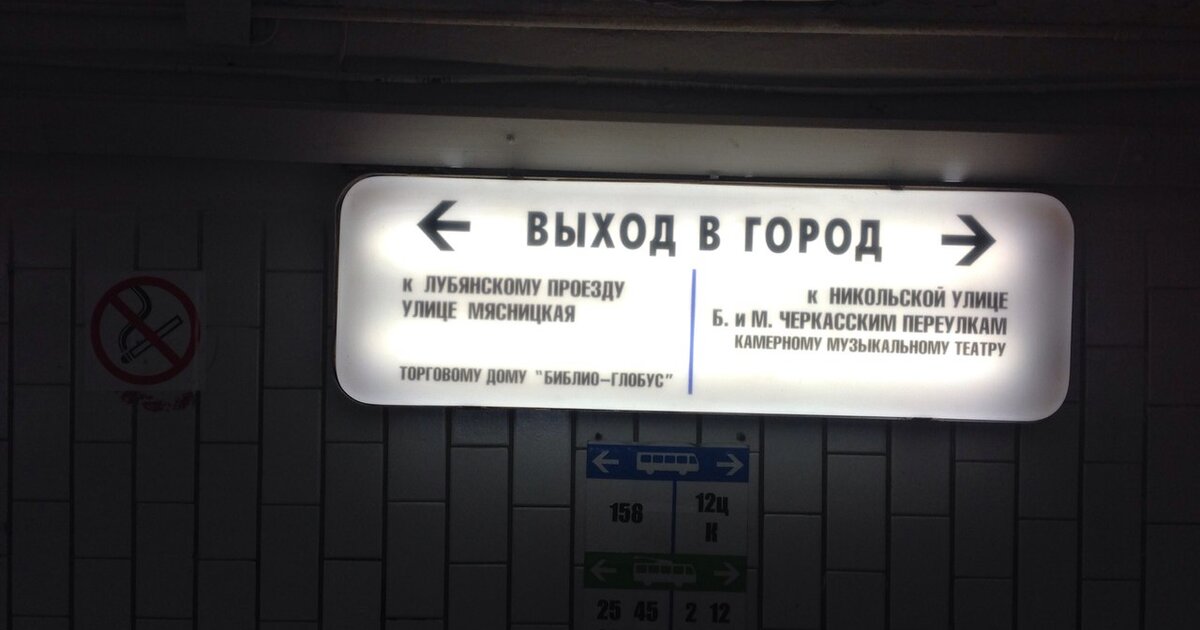 ВЫХОД В ГОРОД
к ЛУБЯНСКОМУ ПРОЕЗДУ
УЛИЦЕ МЯСНИЦКАЯ
ТОРГОВОМУ ДОМУ "БИБЛИО-ГЛОБУС"
к НИКОЛЬСКОЙ УЛИЦЕ
Б. и М. ЧЕРКАССКИМ ПЕРЕУЛКАМ
КАМЕРНОМУ МУЗЫКАЛЬНОМУ ТЕАТРУ
158
12ц
К
25 45
2 12